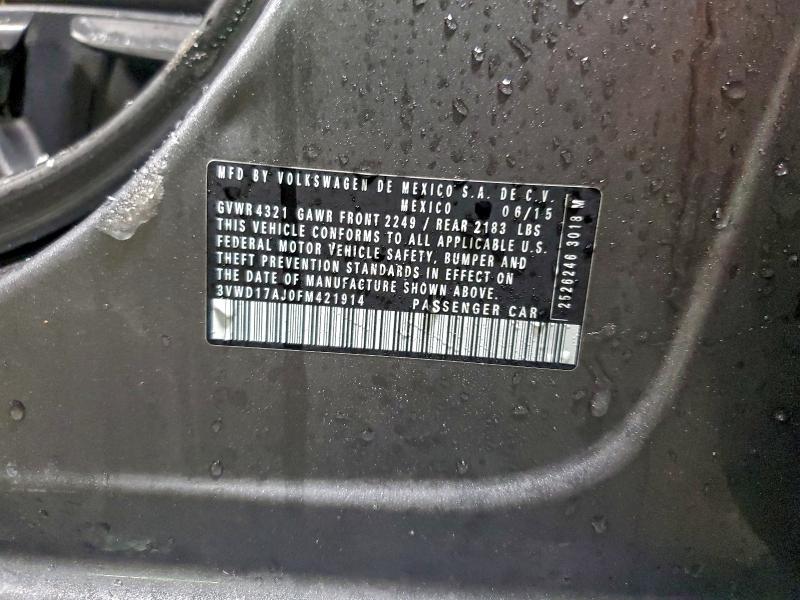 MFD BY VOLKSWAGEN DE MEXICO S.A. DE C.V.
MEXICO 06/15
GVWR 4321 GAWR FRONT 2249 / REAR 2183 LBS
THIS VEHICLE CONFORMS TO ALL APPLICABLE U.S.
FEDERAL MOTOR VEHICLE SAFETY, BUMPER AND
THEFT PREVENTION STANDARDS IN EFFECT ON
THE DATE OF MANUFACTURE SHOWN ABOVE.
3VWD17AJ0FM421914 PASSENGER CAR
2526246 3018 M